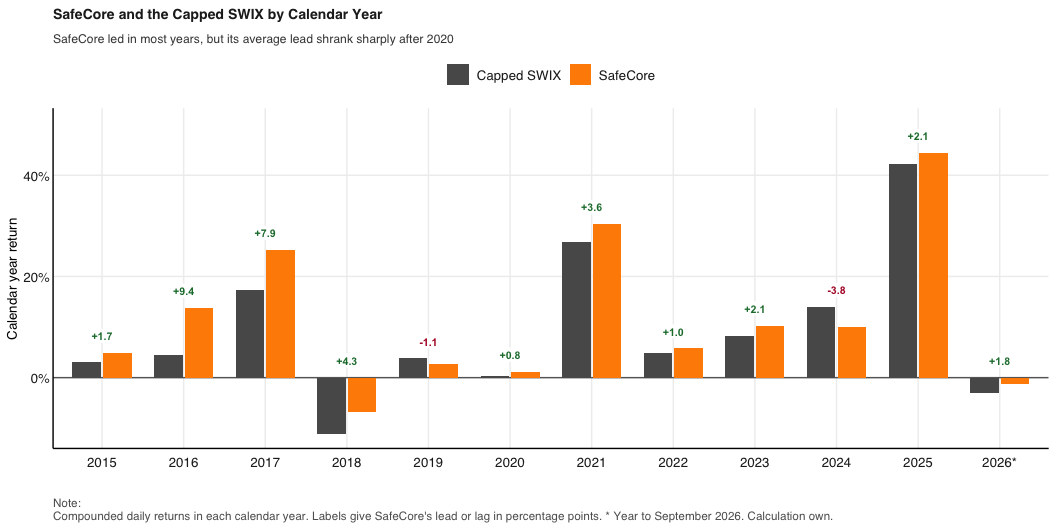 SafeCore and the Capped SWIX by Calendar Year
SafeCore led in most years, but its average lead shrank sharply after 2020
Capped SWIX SafeCore
Calendar year return
40%
20%
0%
+1.7
+9.4
+7.9
+4.3
-1.1
+0.8
+3.6
+1.0
+2.1
-3.8
+2.1
+1.8
2015 2016 2017 2018 2019 2020 2021 2022 2023 2024 2025 2026*
Note:
Compounded daily returns in each calendar year. Labels give SafeCore's lead or lag in percentage points. * Year to September 2026. Calculation own.